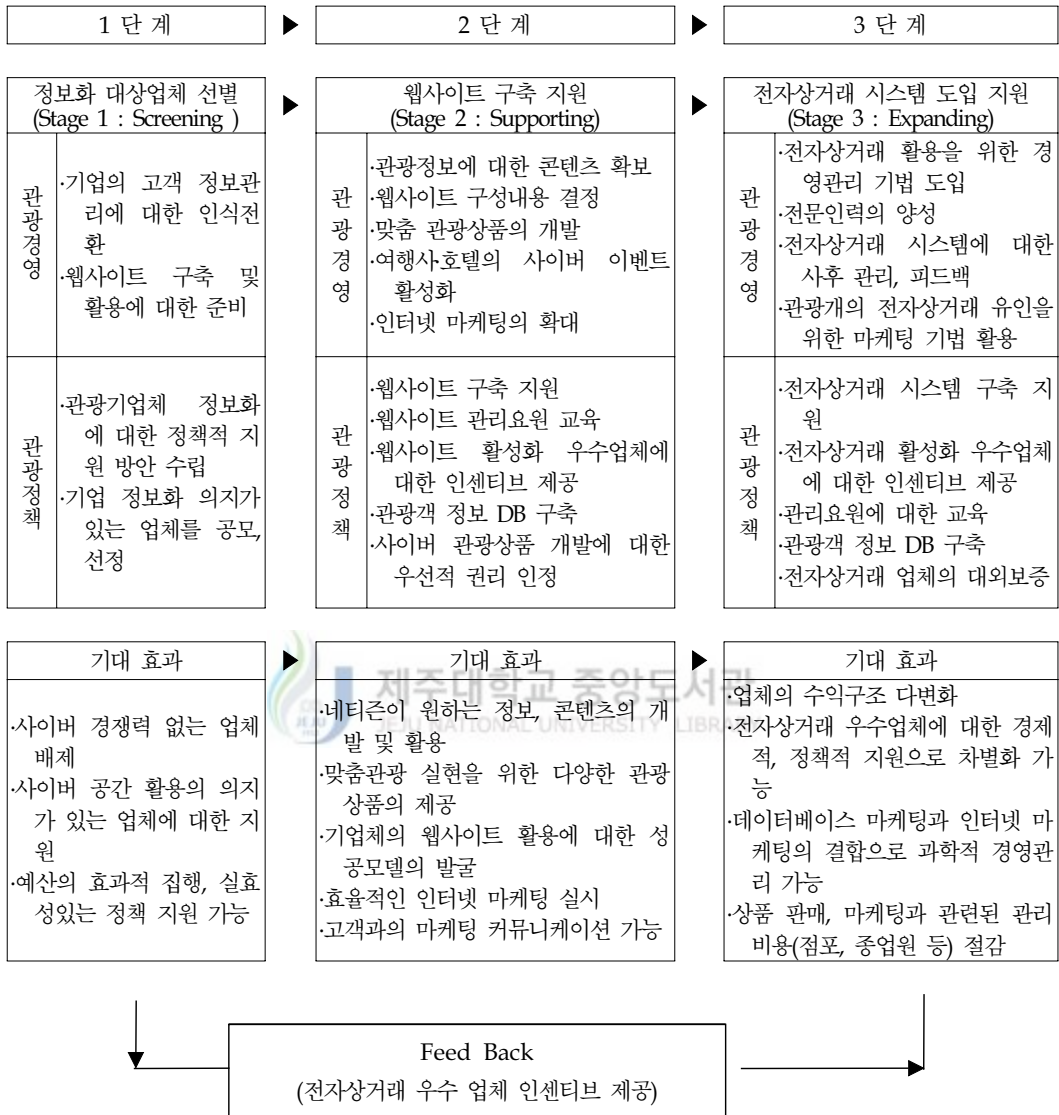 1 단 계 ▶ 2 단 계 ▶ 3 단 계
정보화 대상업체 선별
(Stage 1 : Screening )
관광경영
·기업의 고객 정보관
리에 대한 인식전
환
·웹사이트 구축 및
활용에 대한 준비
관광정책
·관광기업체 정보화
에 대한 정책적 지
원 방안 수립
·기업 정보화 의지가
있는 업체를 공모,
선정
▶
웹사이트 구축 지원
(Stage 2 : Supporting)
관광경영
·관광정보에 대한 콘텐츠 확보
·웹사이트 구성내용 결정
·맞춤 관광상품의 개발
·여행사·호텔의 사이버 이벤트
활성화
·인터넷 마케팅의 확대
관광정책
·웹사이트 구축 지원
·웹사이트 관리요원 교육
·웹사이트 활성화 우수업체에
대한 인센티브 제공
·관광객 정보 DB 구축
·사이버 관광상품 개발에 대한
우선적 권리 인정
▶
전자상거래 시스템 도입 지원
(Stage 3 : Expanding)
관광경영
·전자상거래 활용을 위한 경
영관리 기법 도입
·전문인력의 양성
·전자상거래 시스템에 대한
사후 관리, 피드백
·관광개의 전자상거래 유인을
위한 마케팅 기법 활용
관광정책
·전자상거래 시스템 구축 지
원
·전자상거래 활성화 우수업체
에 대한 인센티브 제공
·관리요원에 대한 교육
·관광객 정보 DB 구축
·전자상거래 업체의 대외보증
기대 효과
·사이버 경쟁력 없는 업체
배제
·사이버 공간 활용의 의지
가 있는 업체에 대한 지
원
·예산의 효과적 집행, 실효
성있는 정책 지원 가능
▶
기대 효과
·네티즌이 원하는 정보, 콘텐츠의 개
발 및 활용
·맞춤관광 실현을 위한 다양한 관광
상품의 제공
·기업체의 웹사이트 활용에 대한 성
공모델의 발굴
·효율적인 인터넷 마케팅 실시
·고객과의 마케팅 커뮤니케이션 가능
▶
기대 효과
·업체의 수익구조 다변화
·전자상거래 우수업체에 대한 경제
적, 정책적 지원으로 차별화 가
능
·데이터베이스 마케팅과 인터넷 마
케팅의 결합으로 과학적 경영관
리 가능
·상품 판매, 마케팅과 관련된 관리
비용(점포, 종업원 등) 절감
제주대학교 중앙도서관
JEJU NATIONAL UNIVERSITY LIBRARY
Feed Back
(전자상거래 우수 업체 인센티브 제공)